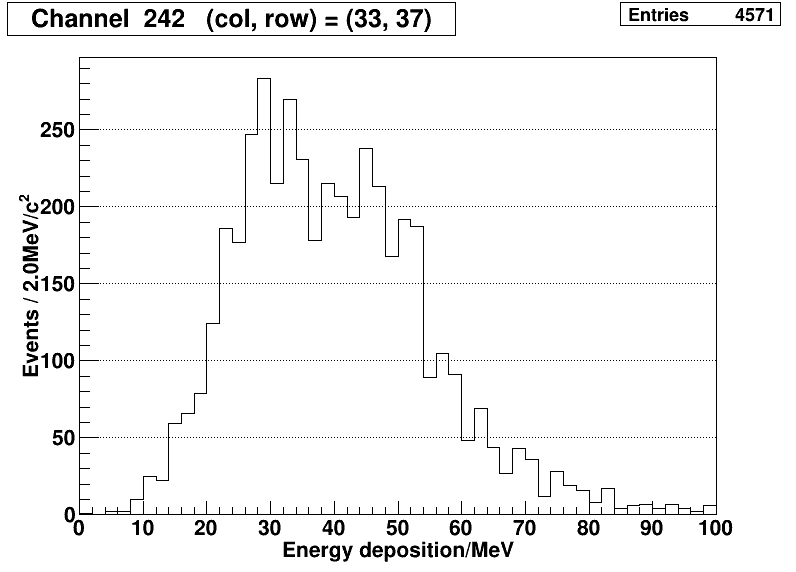 Channel 242 (col, row) = (33, 37)
Entries 4571
Events / 2.0MeV/c²
250
200
150
100
50
0
0 10 20 30 40 50 60 70 80 90 100
Energy deposition/MeV